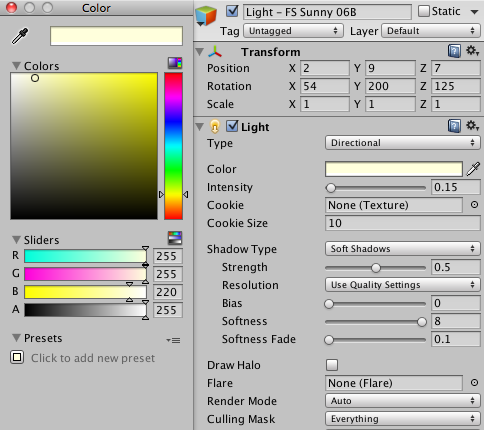 Color
Colors
Sliders
R 255
G 255
B 220
A 255
Presets
Click to add new preset
Light – FS Sunny 06B Static
Tag Untagged Layer Default
Transform
Position X 2 Y 9 Z 7
Rotation X 54 Y 200 Z 125
Scale X 1 Y 1 Z 1
Light
Type Directional
Color
Intensity 0.15
Cookie None (Texture)
Cookie Size 10
Shadow Type Soft Shadows
Strength 0.5
Resolution Use Quality Settings
Bias 0
Softness 8
Softness Fade 0.1
Draw Halo
Flare None (Flare)
Render Mode Auto
Culling Mask Everything